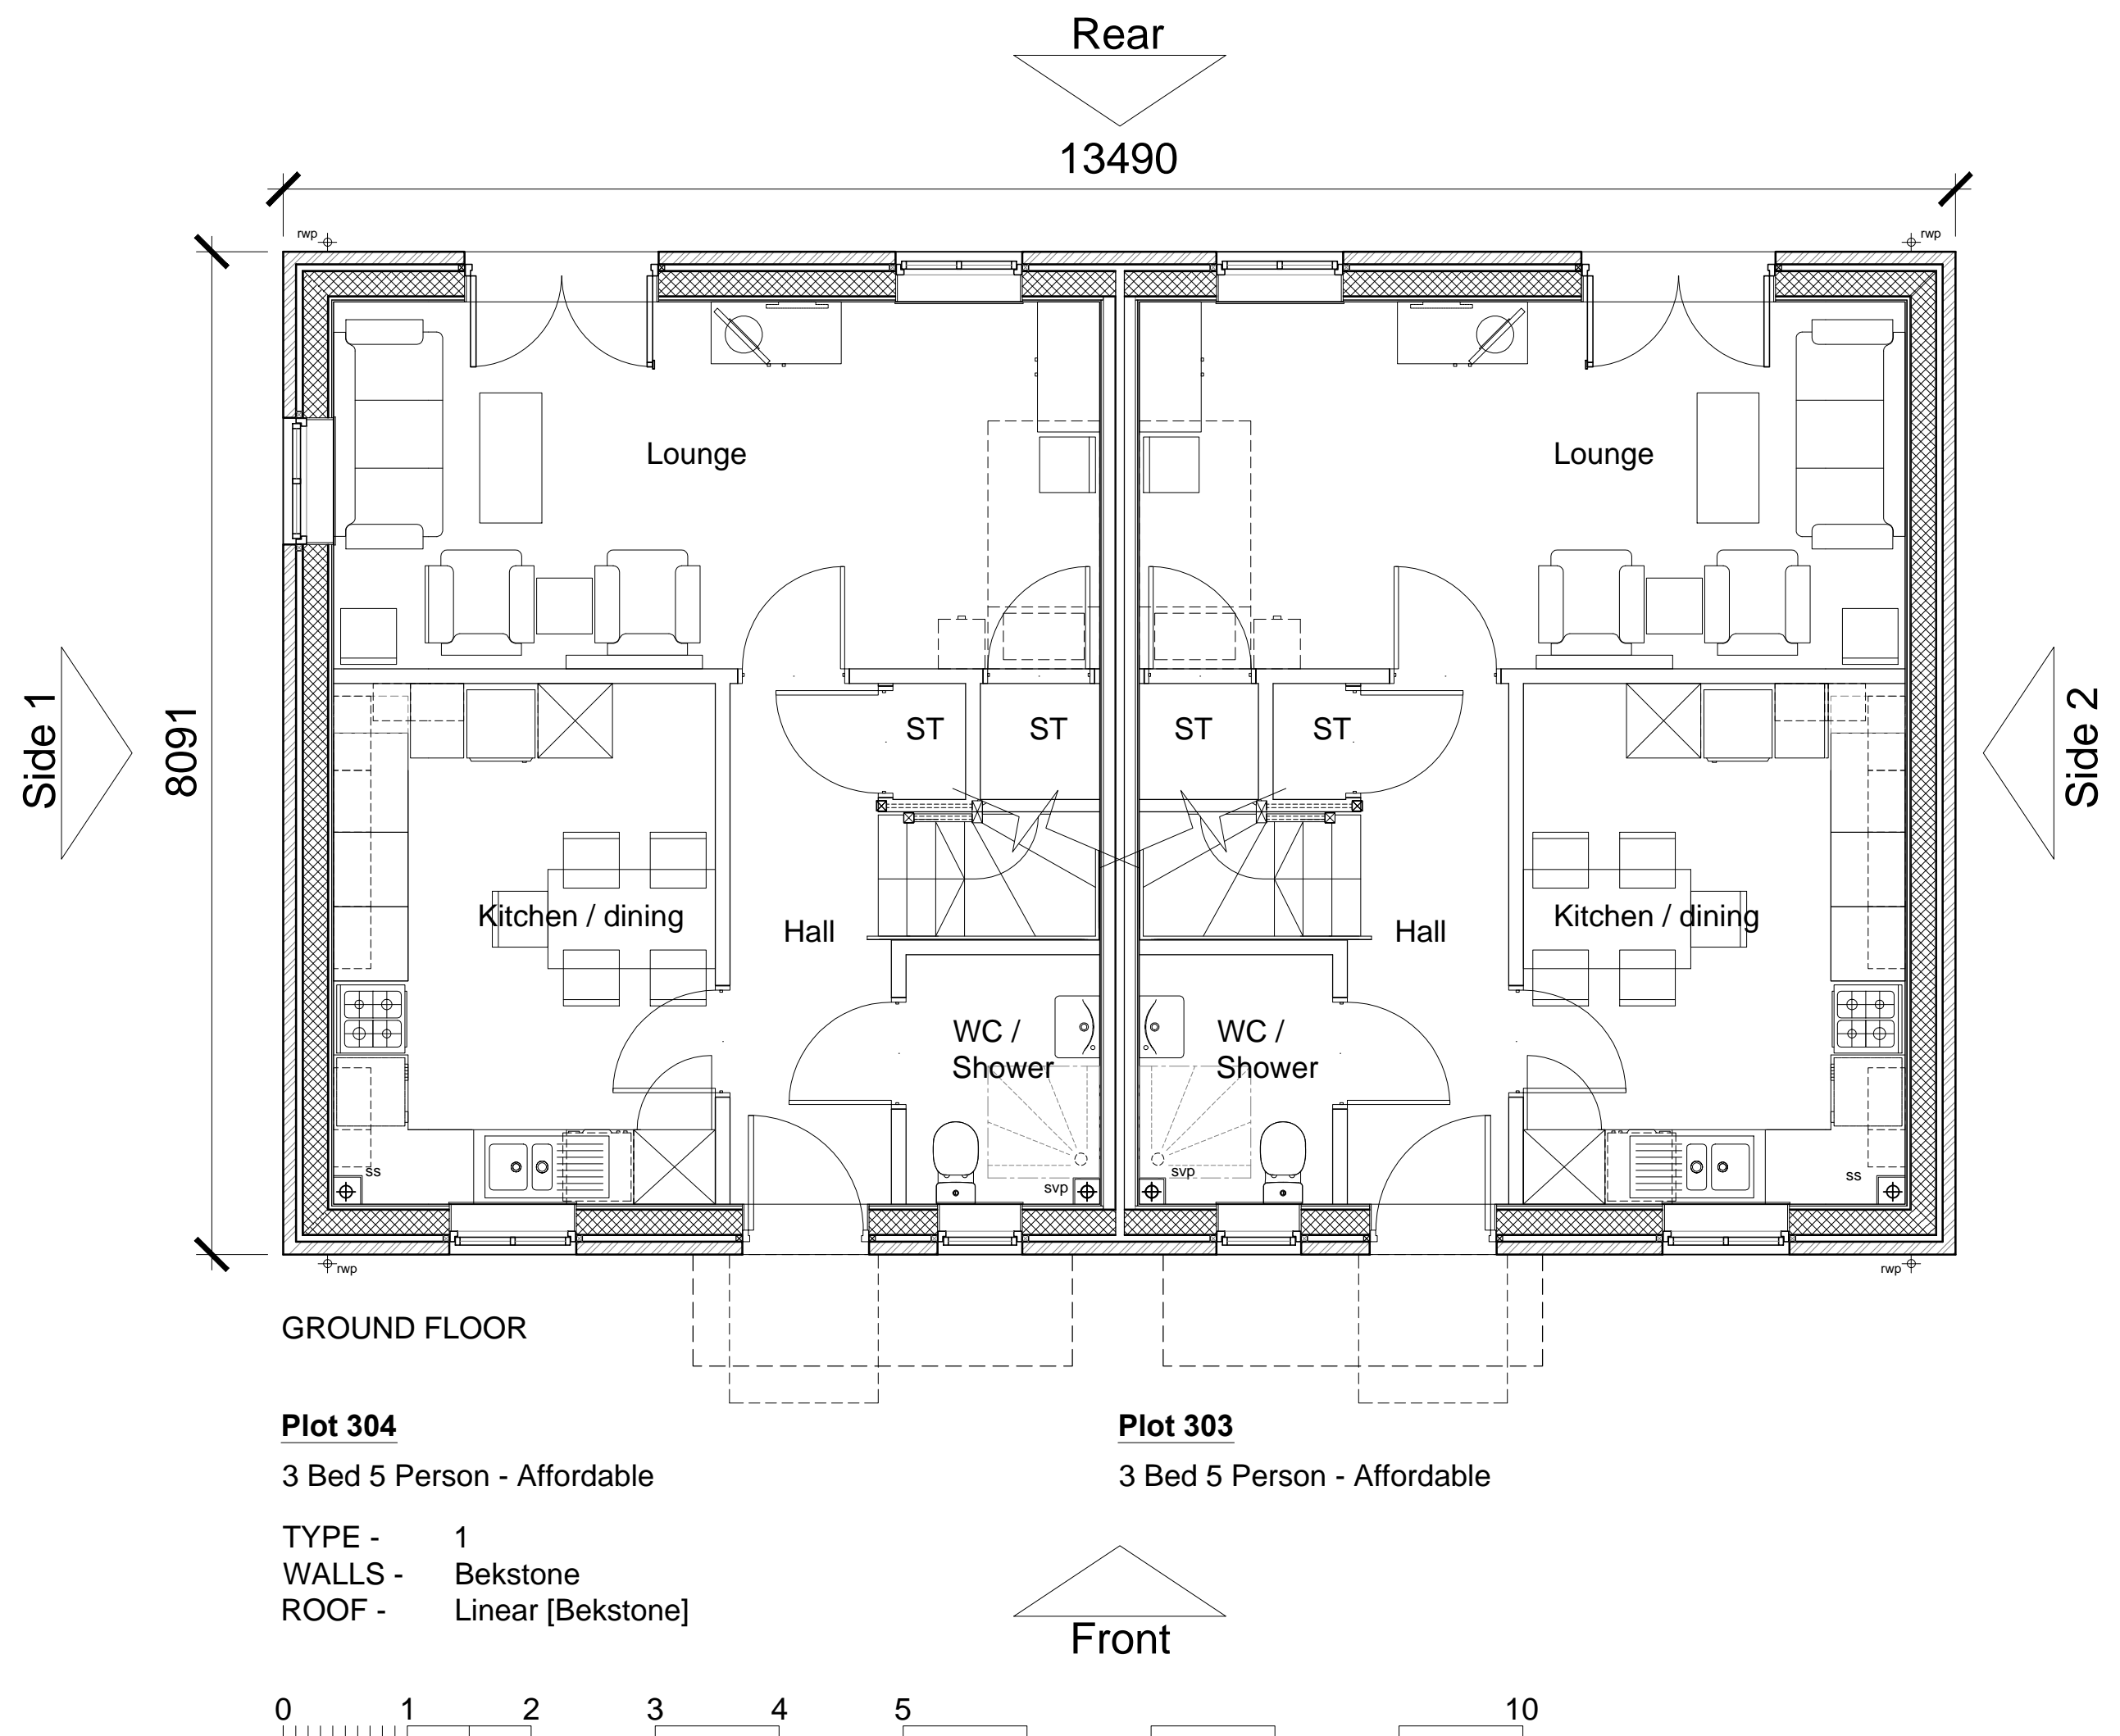 Rear
13490
rwp
rwp
Lounge
Lounge
Side 1
8091
Side 2
ST
ST
ST
ST
Kitchen / dining
Hall
Hall
Kitchen / dining
WC /
Shower
WC /
Shower
ss
svp
svp
ss
rwp
rwp
GROUND FLOOR
Plot 304
3 Bed 5 Person - Affordable
Plot 303
3 Bed 5 Person - Affordable
TYPE - 1
WALLS - Bekstone
ROOF - Linear [Bekstone]
Front
0 1 2 3 4 5 10